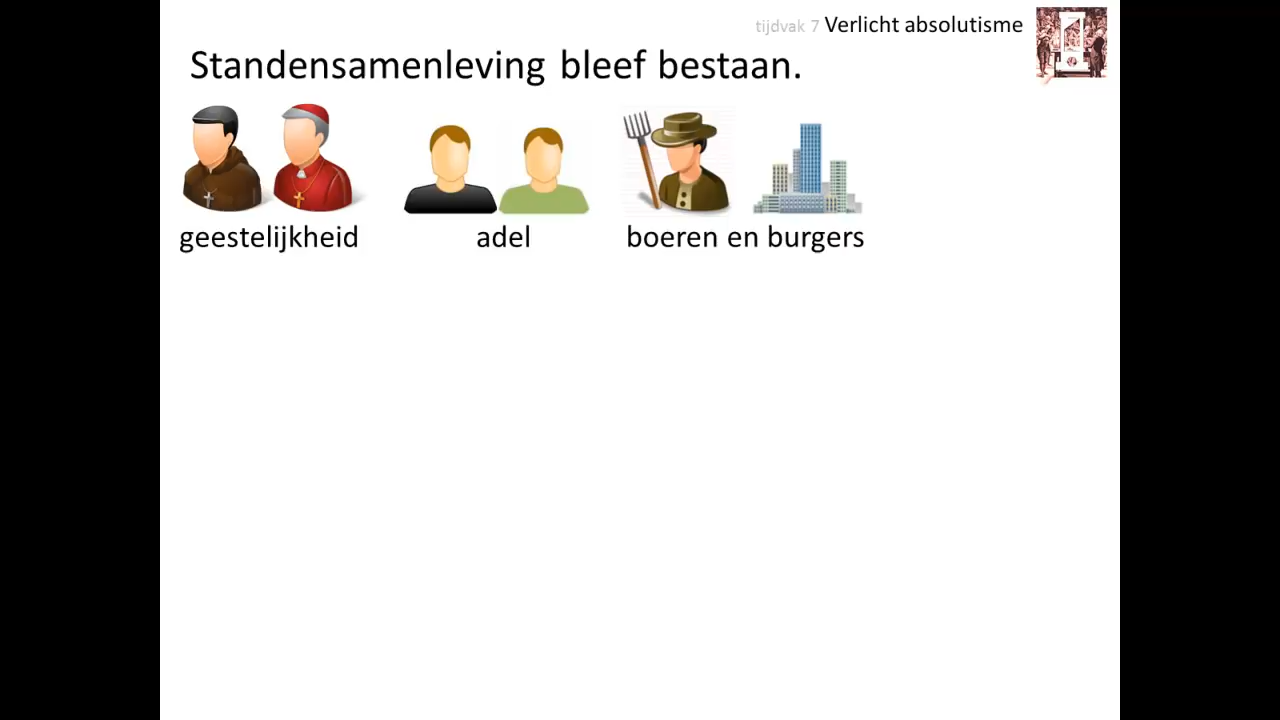 tijdvak 7 Verlicht absolutisme
Standensamenleving bleef bestaan.
geestelijkheid adel boeren en burgers